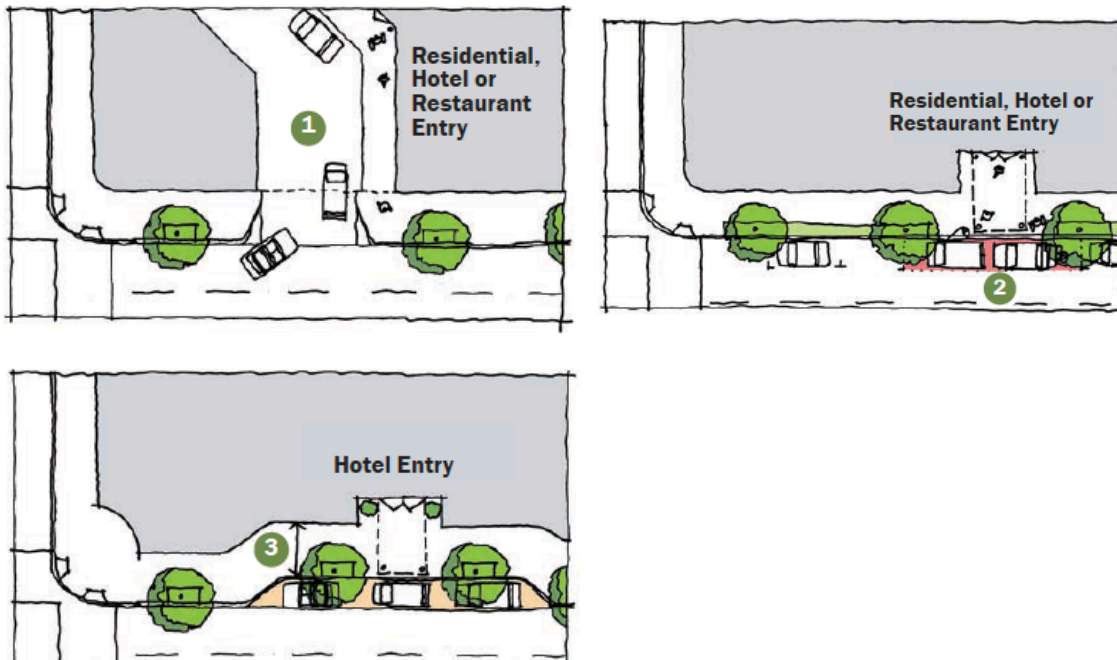 Residential,
Hotel or
Restaurant
Entry
1
Residential, Hotel or
Restaurant Entry
2
Hotel Entry
3